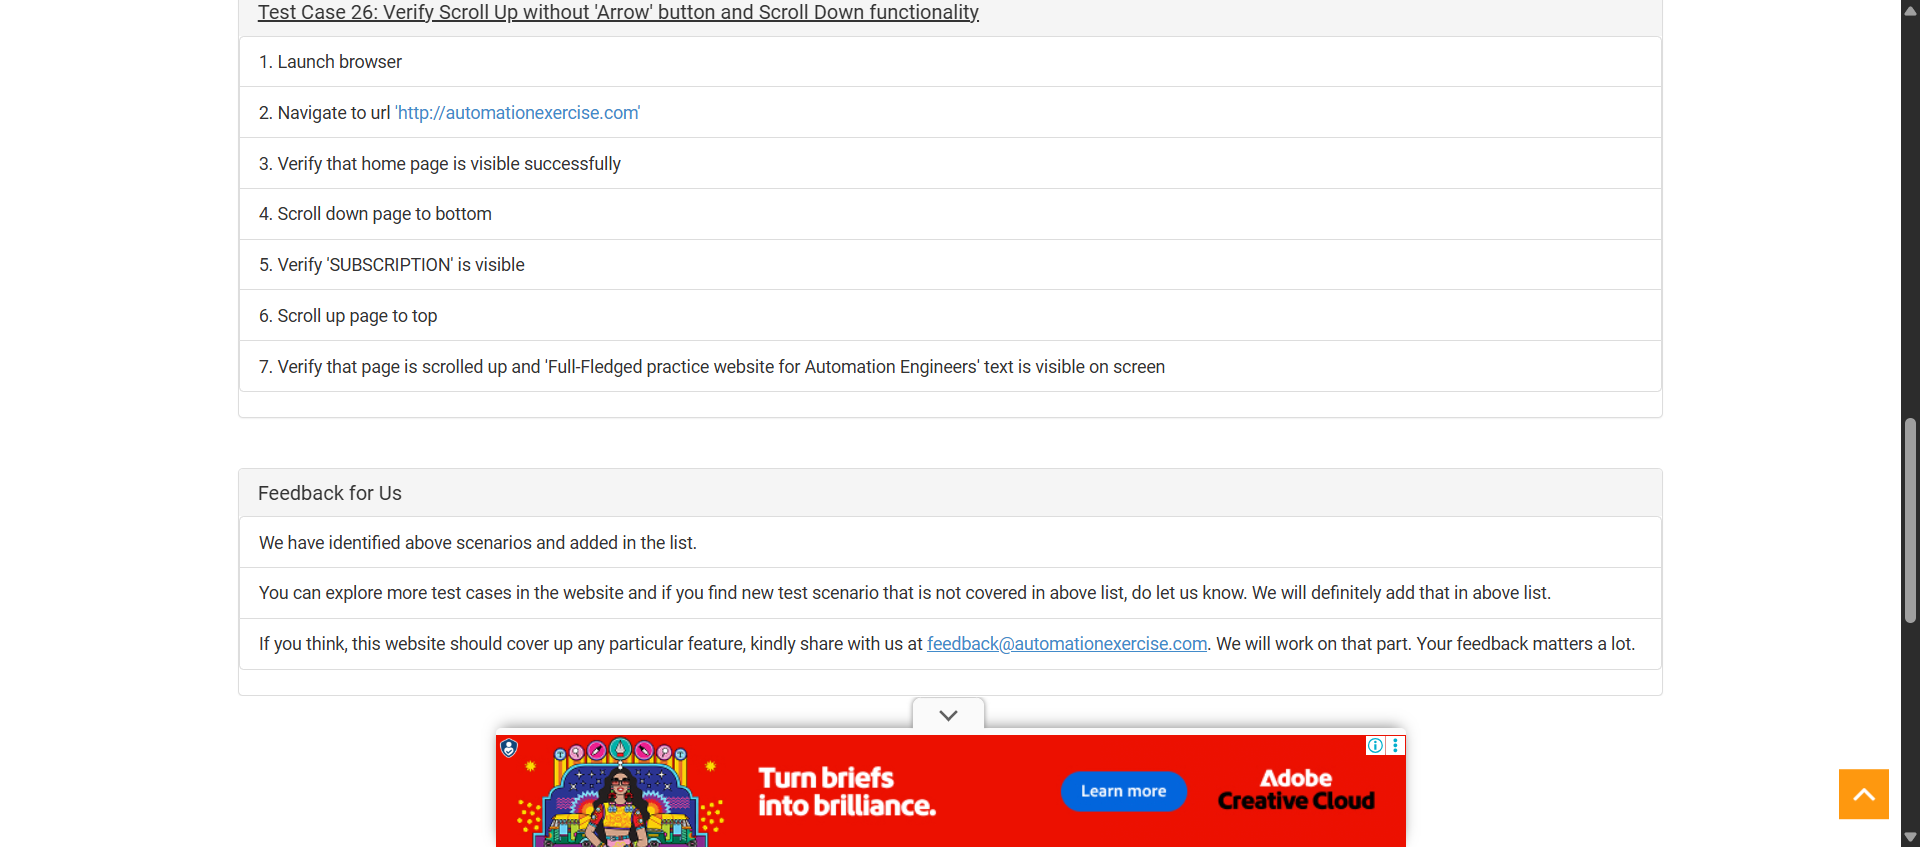 Test Case 26: Verify Scroll Up without 'Arrow' button and Scroll Down functionality
1. Launch browser
2. Navigate to url 'http://automationexercise.com'
3. Verify that home page is visible successfully
4. Scroll down page to bottom
5. Verify 'SUBSCRIPTION' is visible
6. Scroll up page to top
7. Verify that page is scrolled up and 'Full-Fledged practice website for Automation Engineers' text is visible on screen
Feedback for Us
We have identified above scenarios and added in the list.
You can explore more test cases in the website and if you find new test scenario that is not covered in above list, do let us know. We will definitely add that in above list.
If you think, this website should cover up any particular feature, kindly share with us at feedback@automationexercise.com. We will work on that part. Your feedback matters a lot.
Turn briefs
into brilliance.
Learn more
Adobe
Creative Cloud